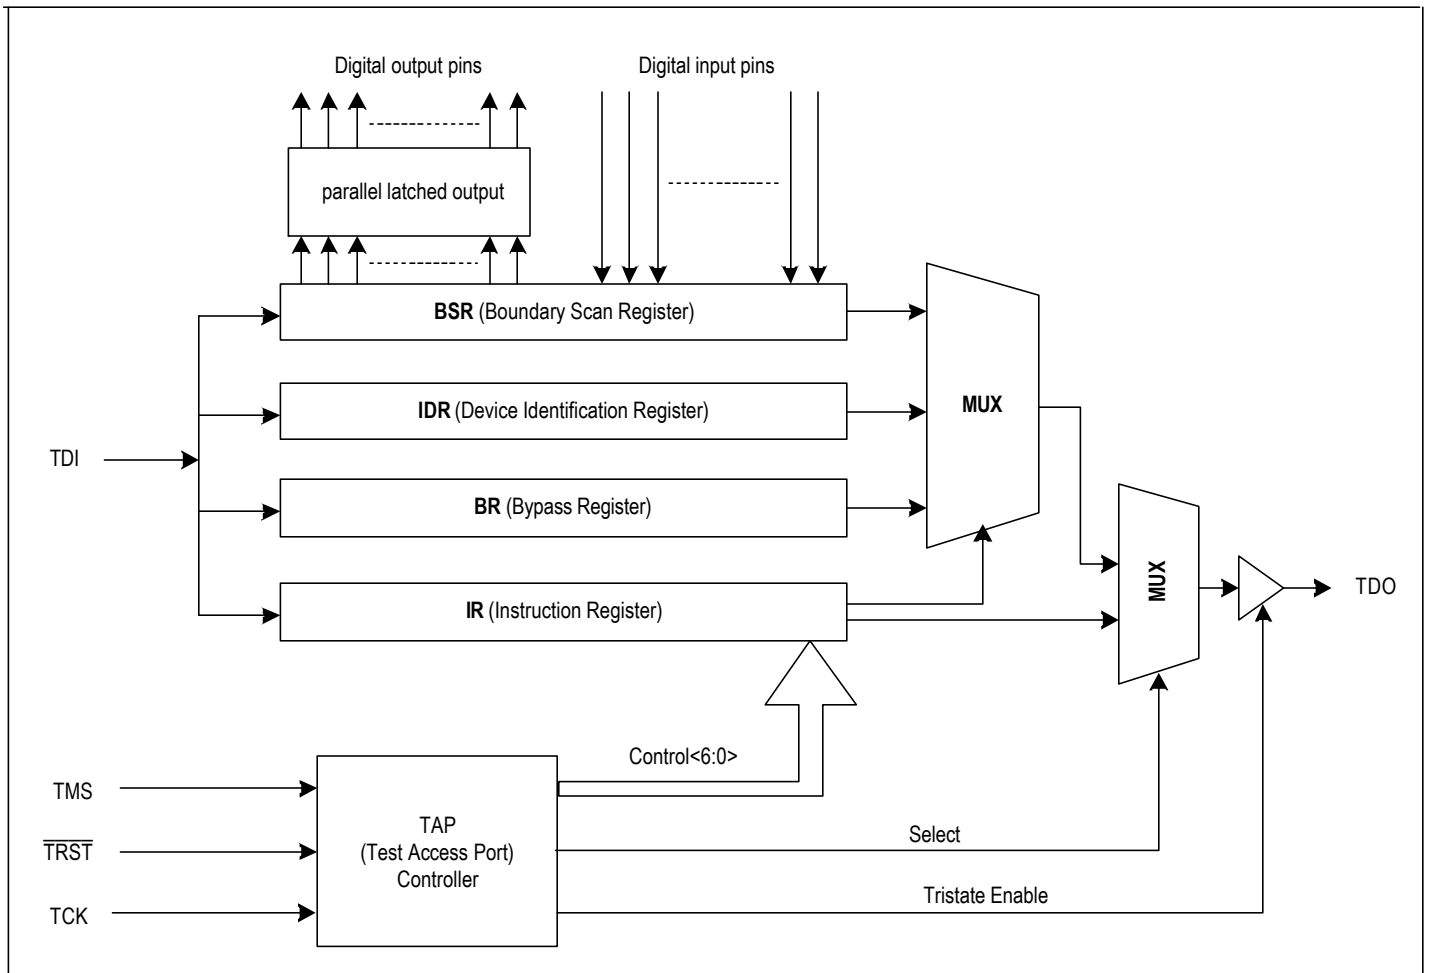 Digital output pins
Digital input pins
parallel latched output
BSR (Boundary Scan Register)
IDR (Device Identification Register)
MUX
TDI
BR (Bypass Register)
MUX
TDO
IR (Instruction Register)
Control<6:0>
TMS
TAP
(Test Access Port)
Controller
TRST
Select
TCK
Tristate Enable